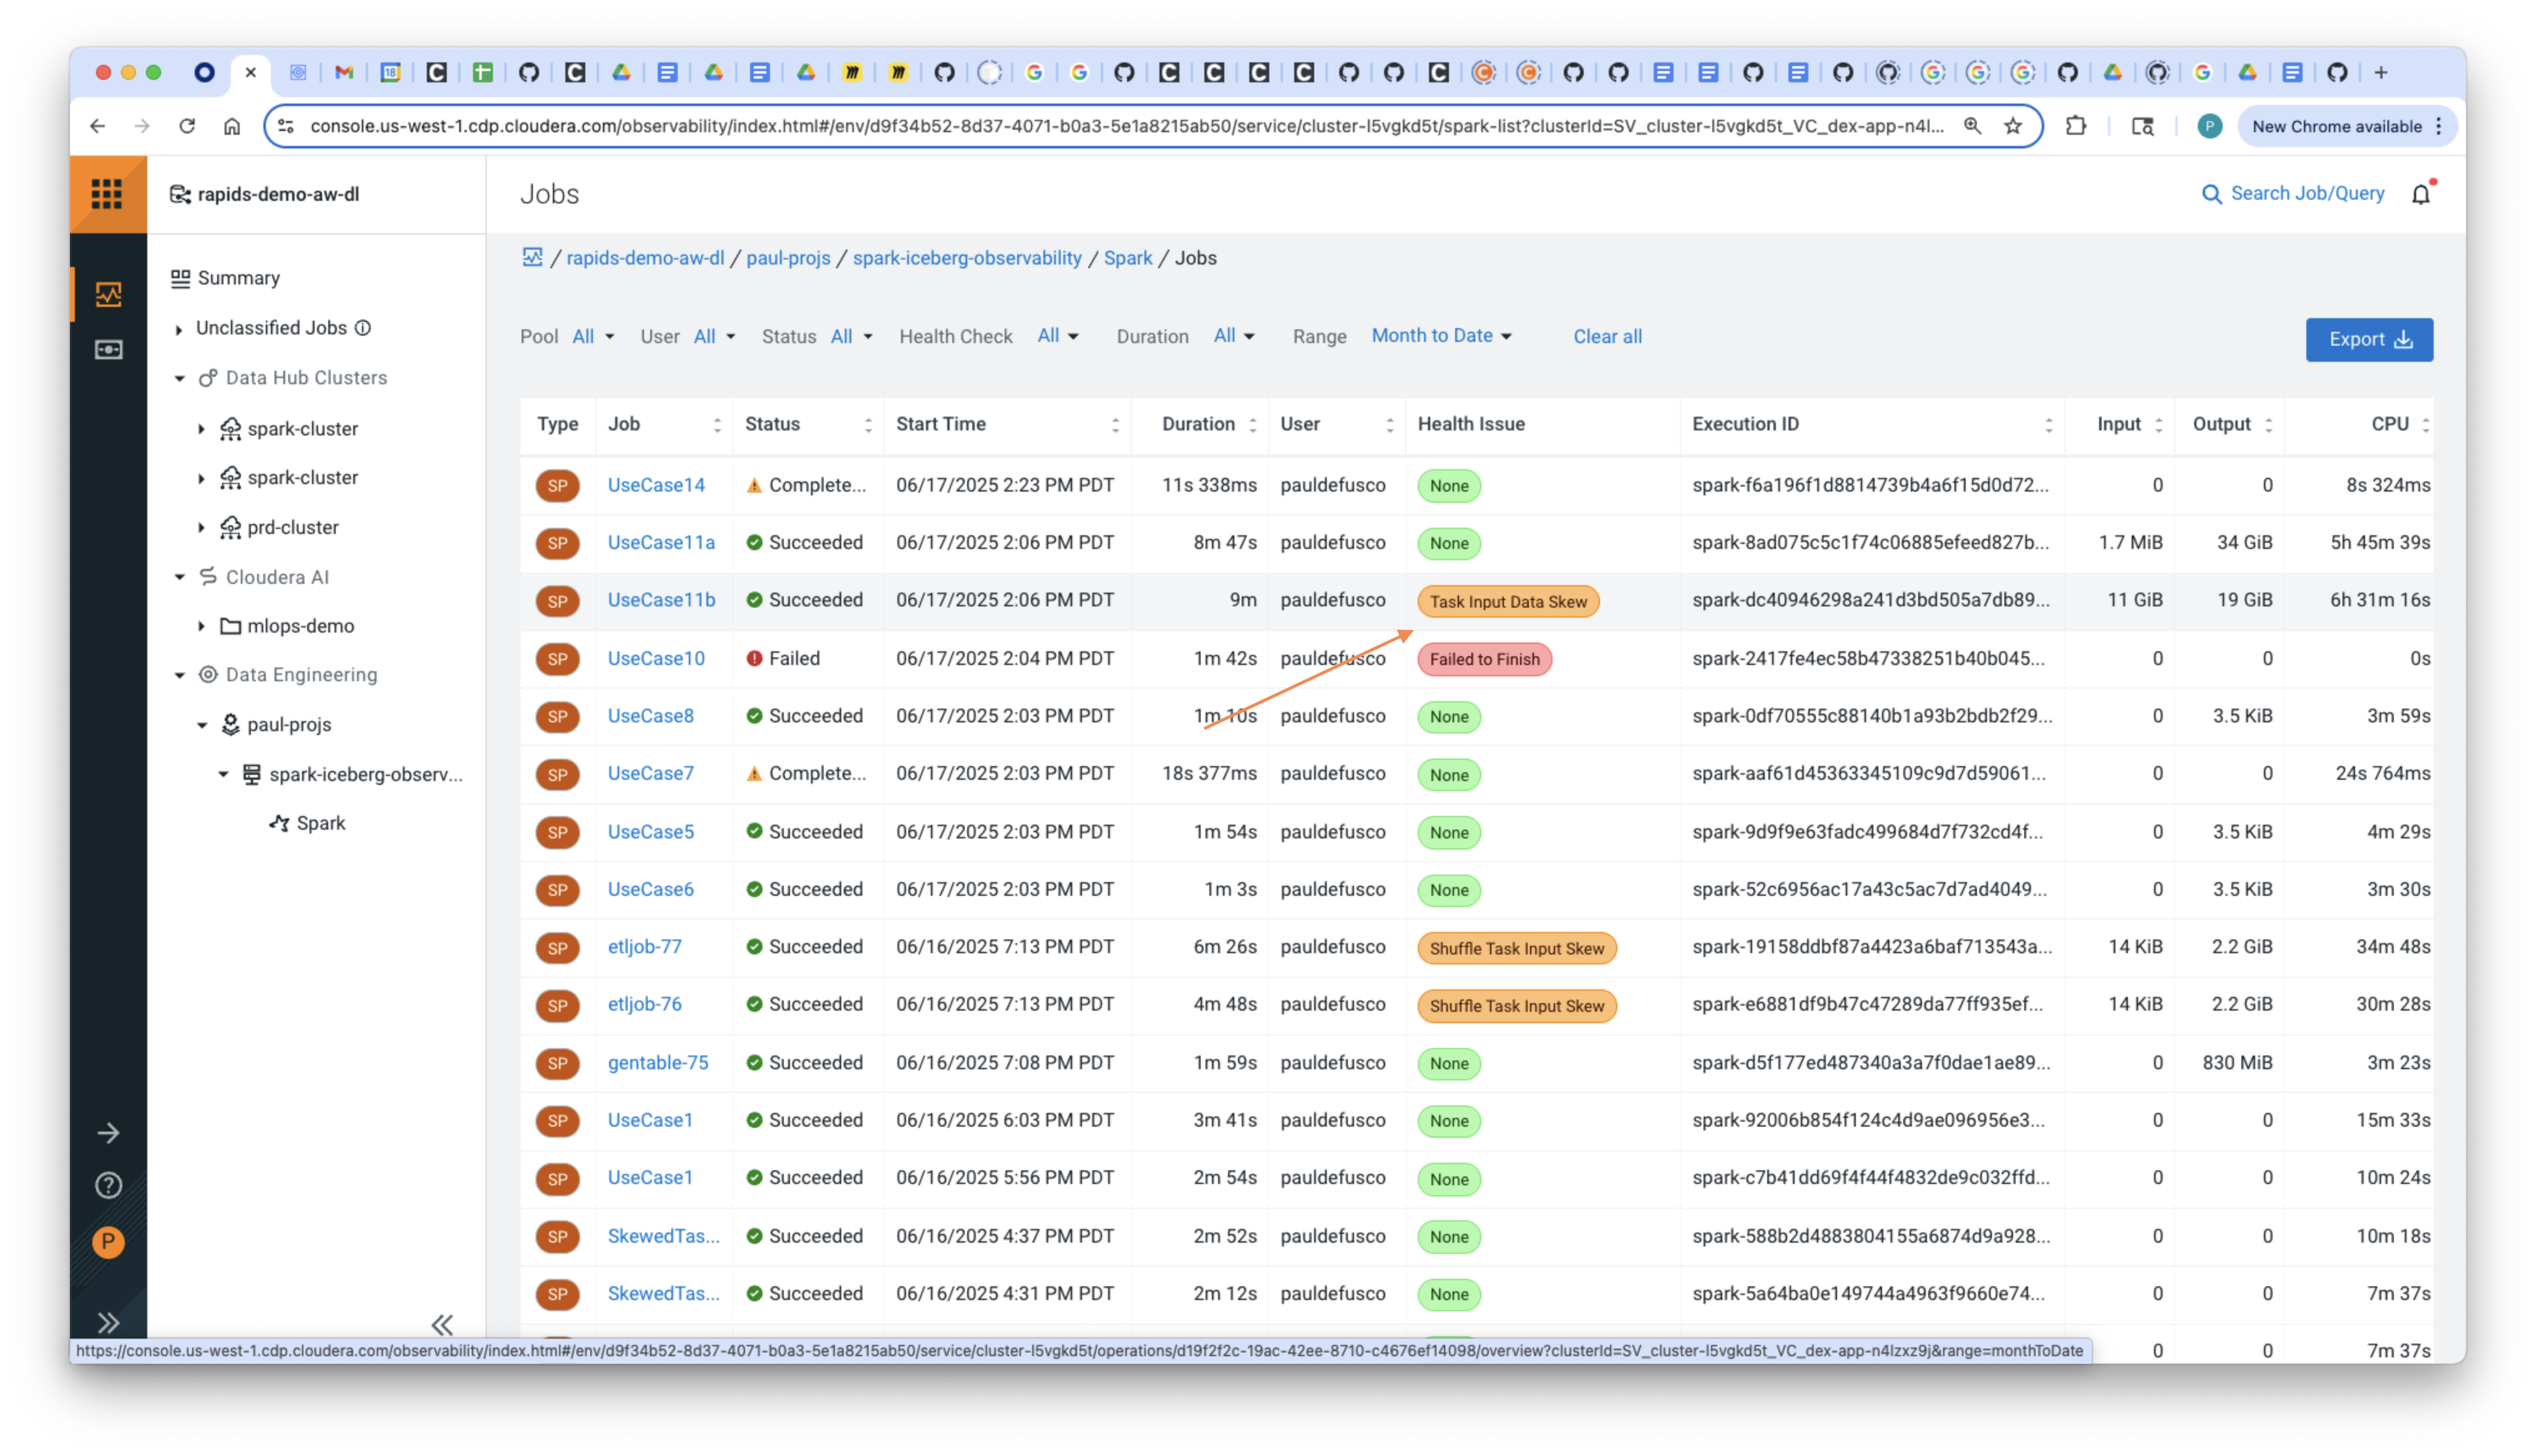 18
console.us-west-1.cdp.cloudera.com/observability/index.html#/env/d9f34b52-8d37-4071-b0a3-5e1a8215ab50/service/cluster-l5vgkd5t/spark-list?clusterId=SV_cluster-l5vgkd5t_VC_dex-app-n4l... P New Chrome available
rapids-demo-aw-dl Jobs Search Job/Query
/ rapids-demo-aw-dl / paul-projs / spark-iceberg-observability / Spark / Jobs
Summary
Unclassified Jobs
Data Hub Clusters
spark-cluster
spark-cluster
prd-cluster
Cloudera AI
mlops-demo
Data Engineering
paul-projs
spark-iceberg-observ...
Spark
P
Pool All User All Status All Health Check All Duration All Range Month to Date Clear all Export
Type Job Status Start Time Duration User Health Issue Execution ID Input Output CPU
SP UseCase14 Complete... 06/17/2025 2:23 PM PDT 11s 338ms pauldefusco None spark-f6a196f1d8814739b4a6f15d0d72... 0 0 8s 324ms
SP UseCase11a Succeeded 06/17/2025 2:06 PM PDT 8m 47s pauldefusco None spark-8ad075c5c1f74c06885efeed827b... 1.7 MiB 34 GiB 5h 45m 39s
SP UseCase11b Succeeded 06/17/2025 2:06 PM PDT 9m pauldefusco Task Input Data Skew spark-dc40946298a241d3bd505a7db89... 11 GiB 19 GiB 6h 31m 16s
SP UseCase10 Failed 06/17/2025 2:04 PM PDT 1m 42s pauldefusco Failed to Finish spark-2417fe4ec58b47338251b40b045... 0 0 0s
SP UseCase8 Succeeded 06/17/2025 2:03 PM PDT 1m 10s pauldefusco None spark-0df70555c88140b1a93b2bdb2f29... 0 3.5 KiB 3m 59s
SP UseCase7 Complete... 06/17/2025 2:03 PM PDT 18s 377ms pauldefusco None spark-aaf61d45363345109c9d7d59061... 0 0 24s 764ms
SP UseCase5 Succeeded 06/17/2025 2:03 PM PDT 1m 54s pauldefusco None spark-9d9f9e63fadc499684d7f732cd4f... 0 3.5 KiB 4m 29s
SP UseCase6 Succeeded 06/17/2025 2:03 PM PDT 1m 3s pauldefusco None spark-52c6956ac17a43c5ac7d7ad4049... 0 3.5 KiB 3m 30s
SP etljob-77 Succeeded 06/16/2025 7:13 PM PDT 6m 26s pauldefusco Shuffle Task Input Skew spark-19158ddbf87a4423a6baf713543a... 14 KiB 2.2 GiB 34m 48s
SP etljob-76 Succeeded 06/16/2025 7:13 PM PDT 4m 48s pauldefusco Shuffle Task Input Skew spark-e6881df9b47c47289da77ff935ef... 14 KiB 2.2 GiB 30m 28s
SP gentable-75 Succeeded 06/16/2025 7:08 PM PDT 1m 59s pauldefusco None spark-d5f177ed487340a3a7f0dae1ae89... 0 830 MiB 3m 23s
SP UseCase1 Succeeded 06/16/2025 6:03 PM PDT 3m 41s pauldefusco None spark-92006b854f124c4d9ae096956e3... 0 0 15m 33s
SP UseCase1 Succeeded 06/16/2025 5:56 PM PDT 2m 54s pauldefusco None spark-c7b41dd69f4f44f4832de9c032ffd... 0 0 10m 24s
SP SkewedTas... Succeeded 06/16/2025 4:37 PM PDT 2m 52s pauldefusco None spark-588b2d4883804155a6874d9a928... 0 0 10m 18s
SP SkewedTas... Succeeded 06/16/2025 4:31 PM PDT 2m 12s pauldefusco None spark-5a64ba0e149744a4963f9660e74... 0 0 7m 37s
https://console.us-west-1.cdp.cloudera.com/observability/index.html#/env/d9f34b52-8d37-4071-b0a3-5e1a8215ab50/service/cluster-l5vgkd5t/operations/d19f2f2c-19ac-42ee-8710-c4676ef14098/overview?clusterId=SV_cluster-l5vgkd5t_VC_dex-app-n4lzxz9j&range=monthToDate 0 0 7m 37s